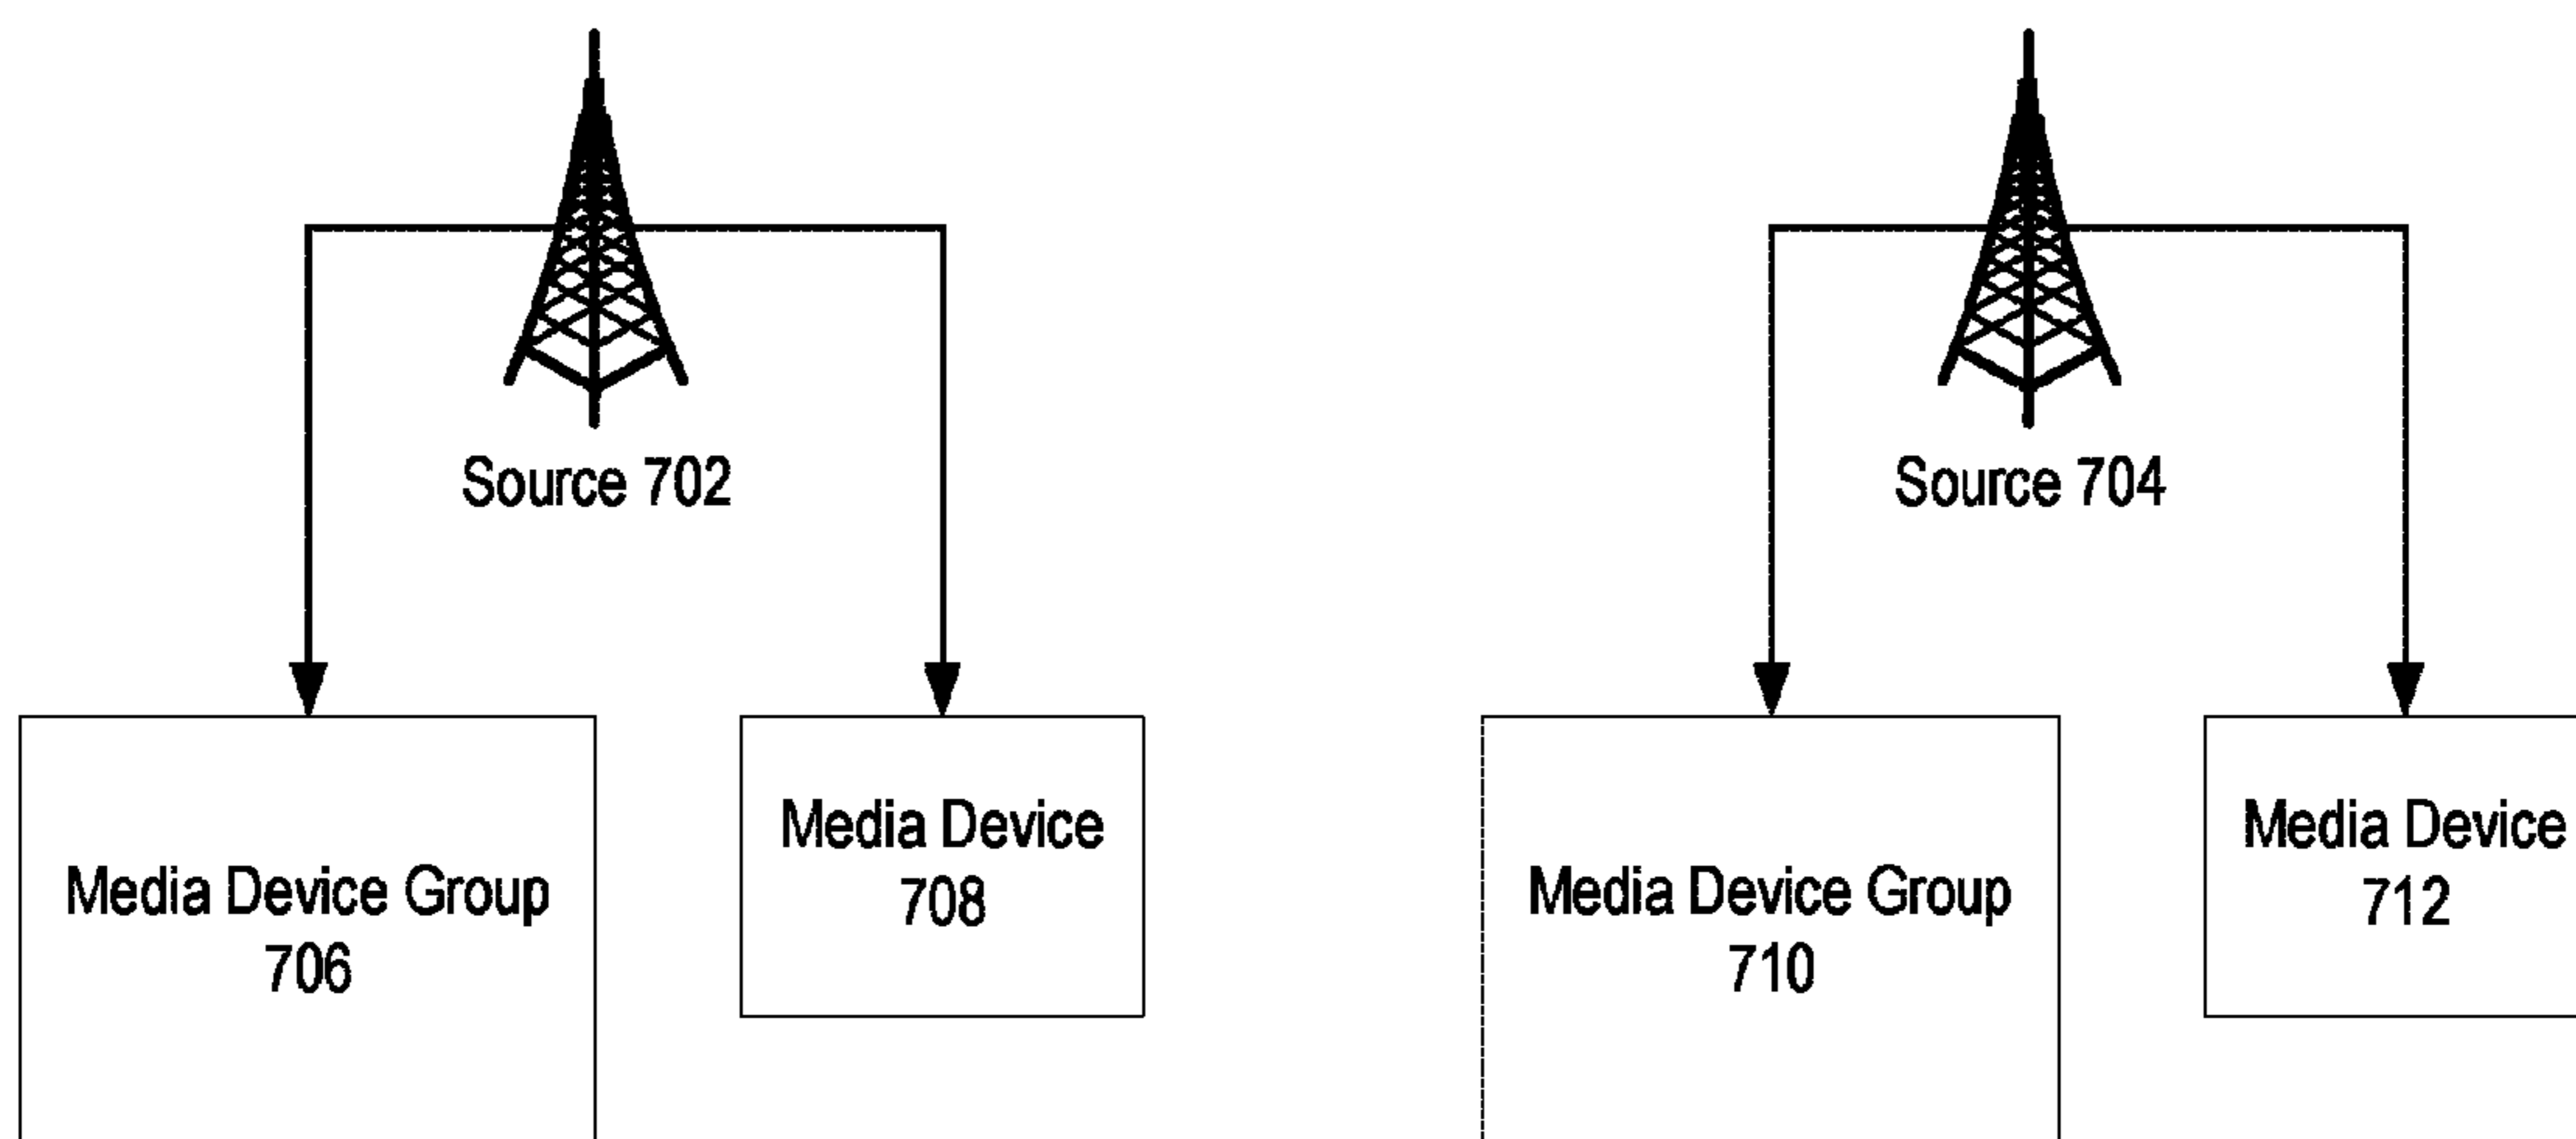 Source 702
Source 704
Media Device Group
706
Media Device
708
Media Device Group
710
Media Device
712